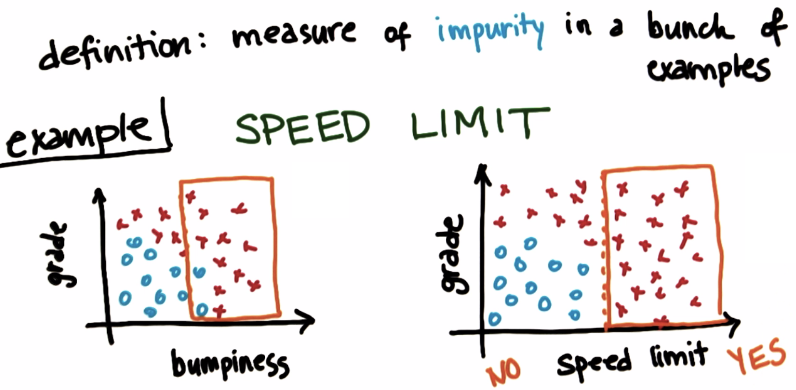 definition: measure of impurity in a bunch of
examples
example
SPEED LIMIT
grade
bumpiness
grade
NO speed limit YES